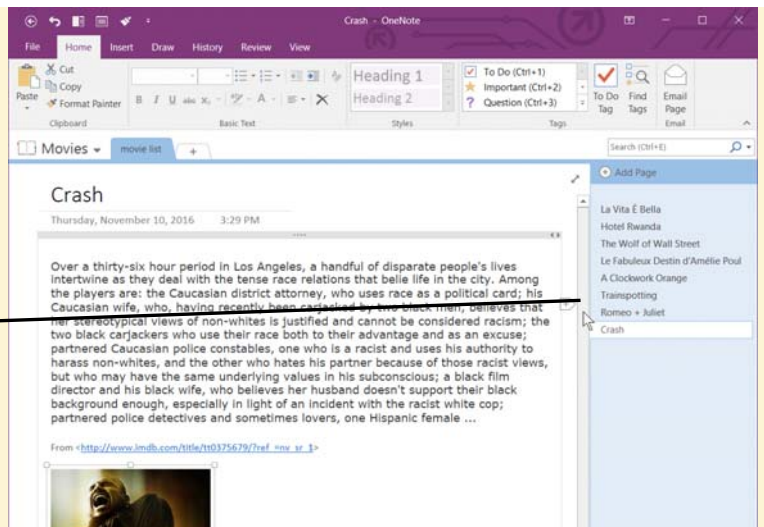 Crash - OneNote
File Home Insert Draw History Review View
Paste
Cut
Copy
Format Painter
Clipboard
B I U abc X₂ A
Basic Text
Heading 1
Heading 2
Styles
To Do (Ctrl+1)
Important (Ctrl+2)
Question (Ctrl+3)
Tags
To Do Tag
Find Tags
Email Page
Email
Movies
movie list
+
Search (Ctrl+E)
Crash
Thursday, November 10, 2016 3:29 PM
Over a thirty-six hour period in Los Angeles, a handful of disparate people's lives
intertwine as they deal with the tense race relations that belie life in the city. Among
the players are: the Caucasian district attorney, who uses race as a political card; his
Caucasian wife, who, having recently been carjacked by two black men, believes that
her stereotypical views of non-whites is justified and cannot be considered racism; the
two black carjackers who use their race both to their advantage and as an excuse;
partnered Caucasian police constables, one who is a racist and uses his authority to
harass non-whites, and the other who hates his partner because of those racist views,
but who may have the same underlying values in his subconscious; a black film
director and his black wife, who believes her husband doesn't support their black
background enough, especially in light of an incident with the racist white cop;
partnered police detectives and sometimes lovers, one Hispanic female ...
From <http://www.imdb.com/title/tt0375679/?ref_=nv_sr_1>
Add Page
La Vita É Bella
Hotel Rwanda
The Wolf of Wall Street
Le Fabuleux Destin d'Amélie Poul
A Clockwork Orange
Trainspotting
Romeo + Juliet
Crash